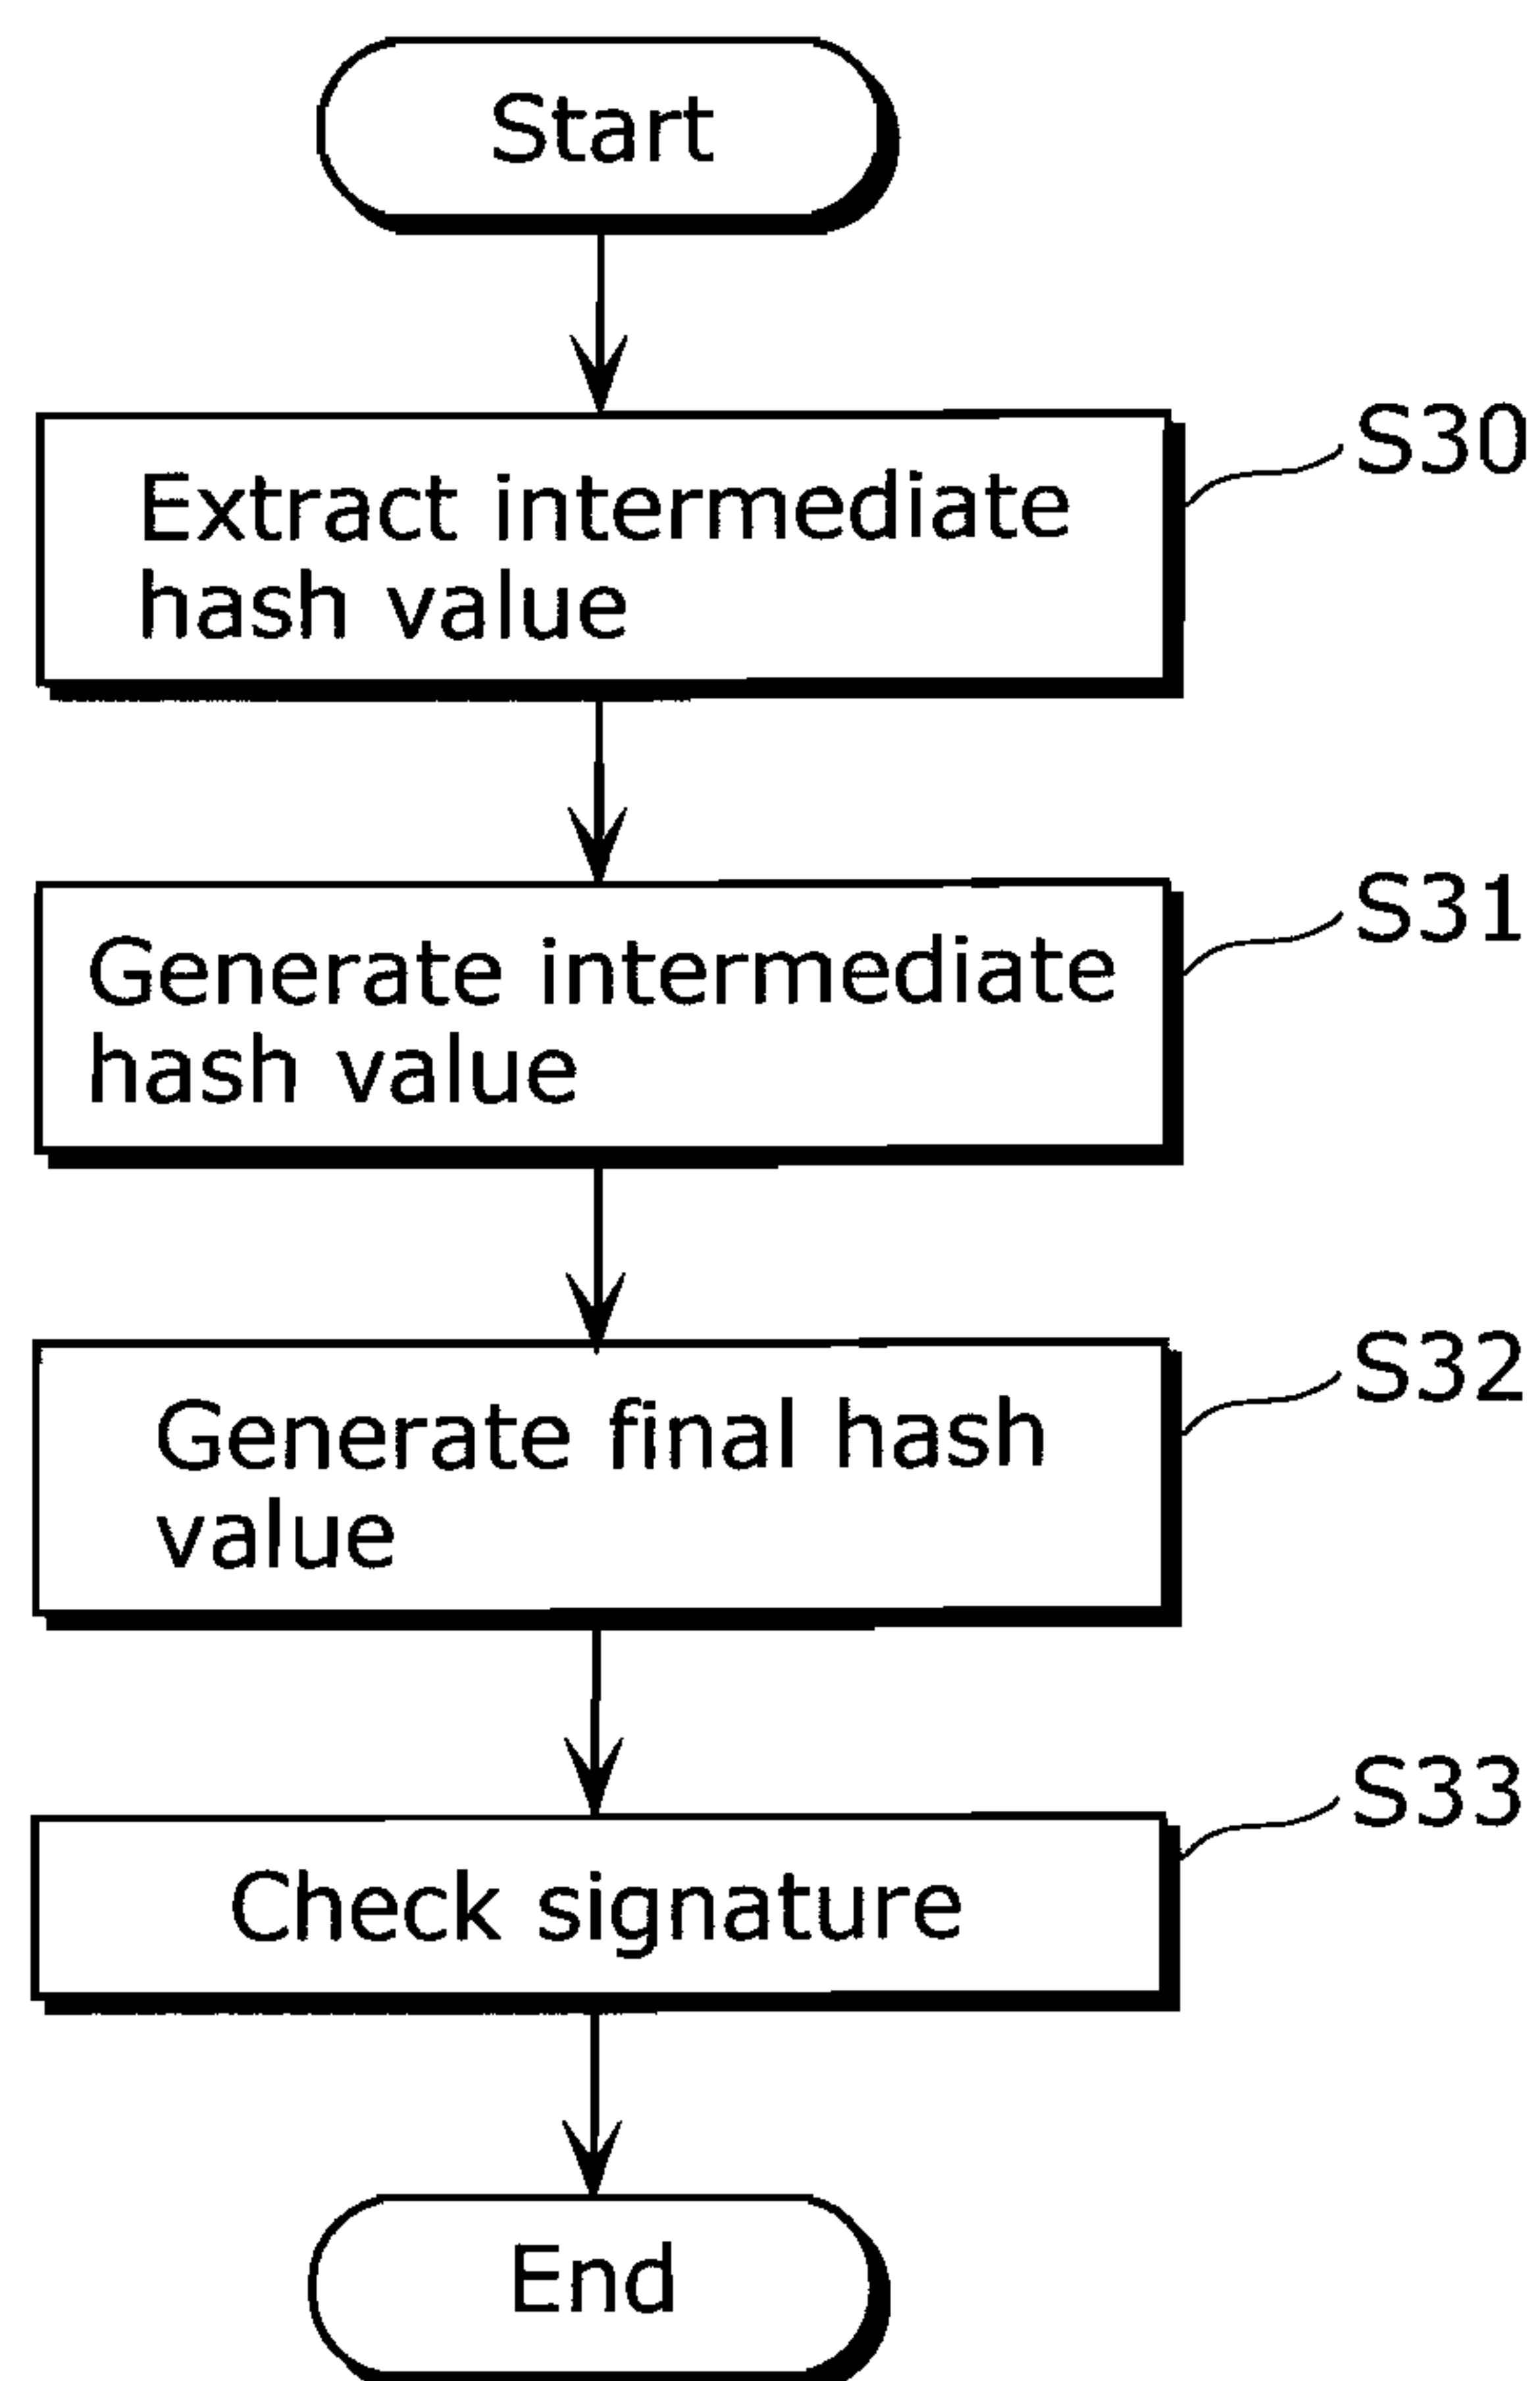 Start
S30
Extract intermediate
hash value
S31
Generate intermediate
hash value
S32
Generate final hash
value
S33
Check signature
End